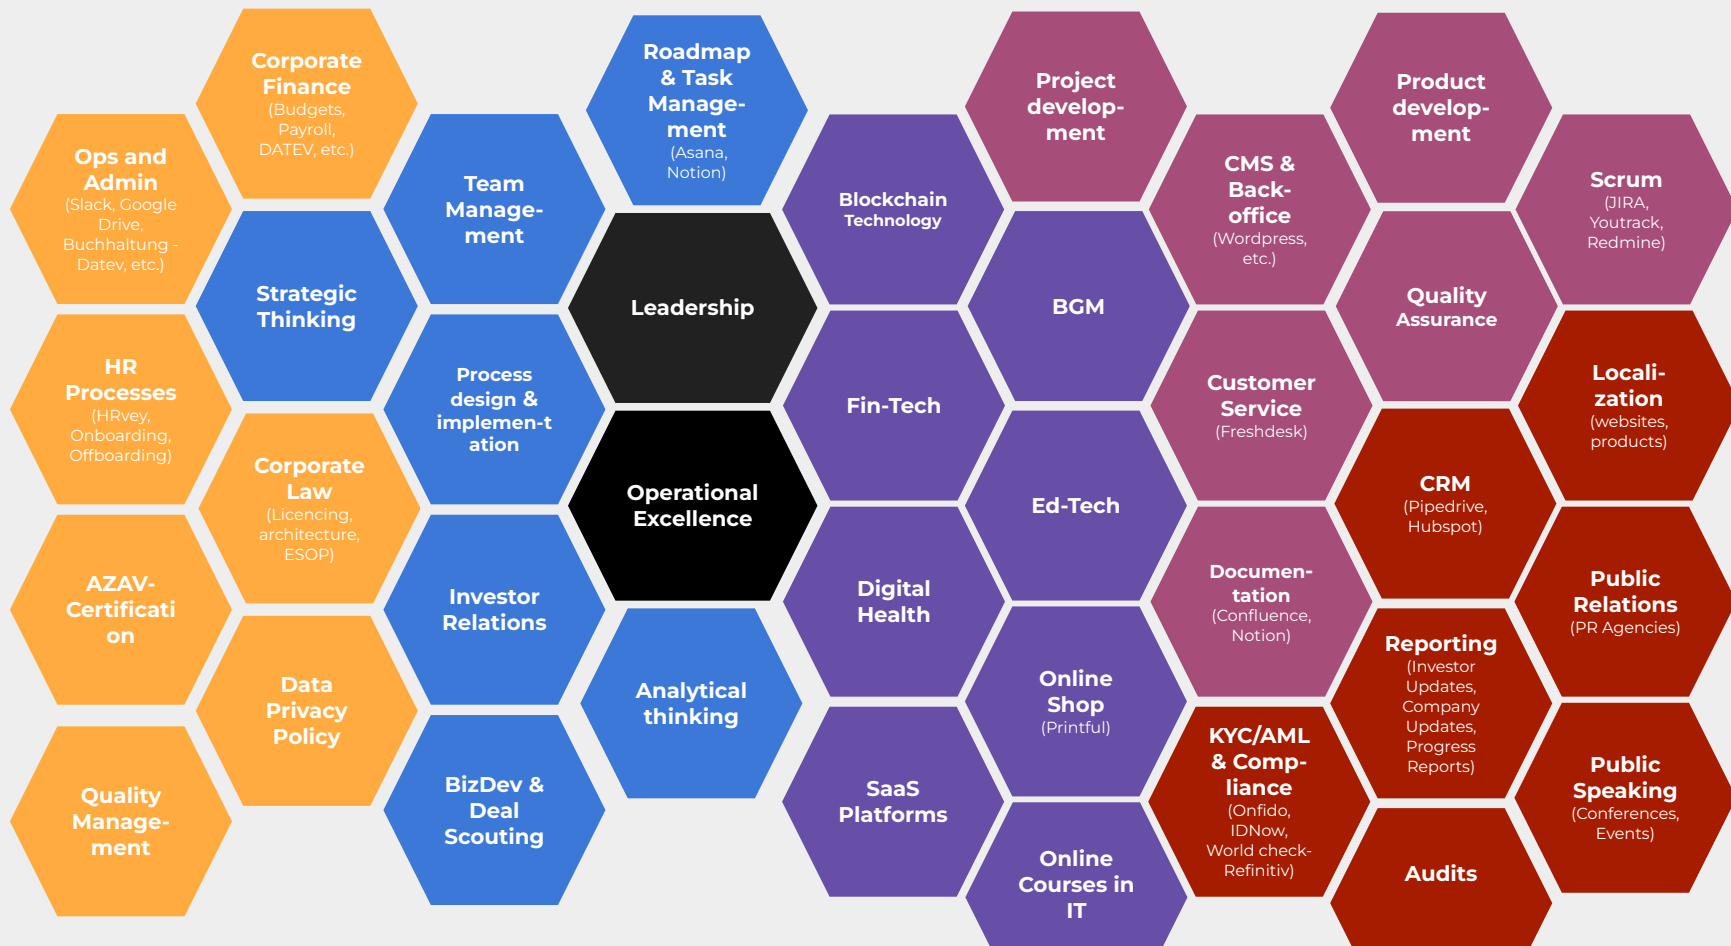 Corporate
Finance
(Budgets,
Payroll,
DATEV, etc.)
Roadmap
& Task
Manage-
ment
(Asana,
Notion)
Project
develop-
ment
Product
develop-
ment
Ops and
Admin
(Slack, Google
Drive,
Buchhaltung -
Datev, etc.)
Team
Manage-
ment
Blockchain
Technology
CMS &
Back-
office
(Wordpress,
etc.)
Scrum
(JIRA,
Youtrack,
Redmine)
Strategic
Thinking
Leadership
BGM
Quality
Assurance
HR
Processes
(HRvey,
Onboarding,
Offboarding)
Process
design &
implemen-t
ation
Fin-Tech
Customer
Service
(Freshdesk)
Locali-
zation
(websites,
products)
Corporate
Law
(Licencing,
architecture,
ESOP)
Operational
Excellence
Ed-Tech
CRM
(Pipedrive,
Hubspot)
AZAV-
Certificati
on
Investor
Relations
Digital
Health
Documen-
tation
(Confluence,
Notion)
Public
Relations
(PR Agencies)
Data
Privacy
Policy
Analytical
thinking
Online
Shop
(Printful)
Reporting
(Investor
Updates,
Company
Updates,
Progress
Reports)
Quality
Manage-
ment
BizDev &
Deal
Scouting
SaaS
Platforms
KYC/AML
& Comp-
liance
(Onfido,
IDNow,
World check-
Refinitiv)
Public
Speaking
(Conferences,
Events)
Online
Courses in
IT
Audits